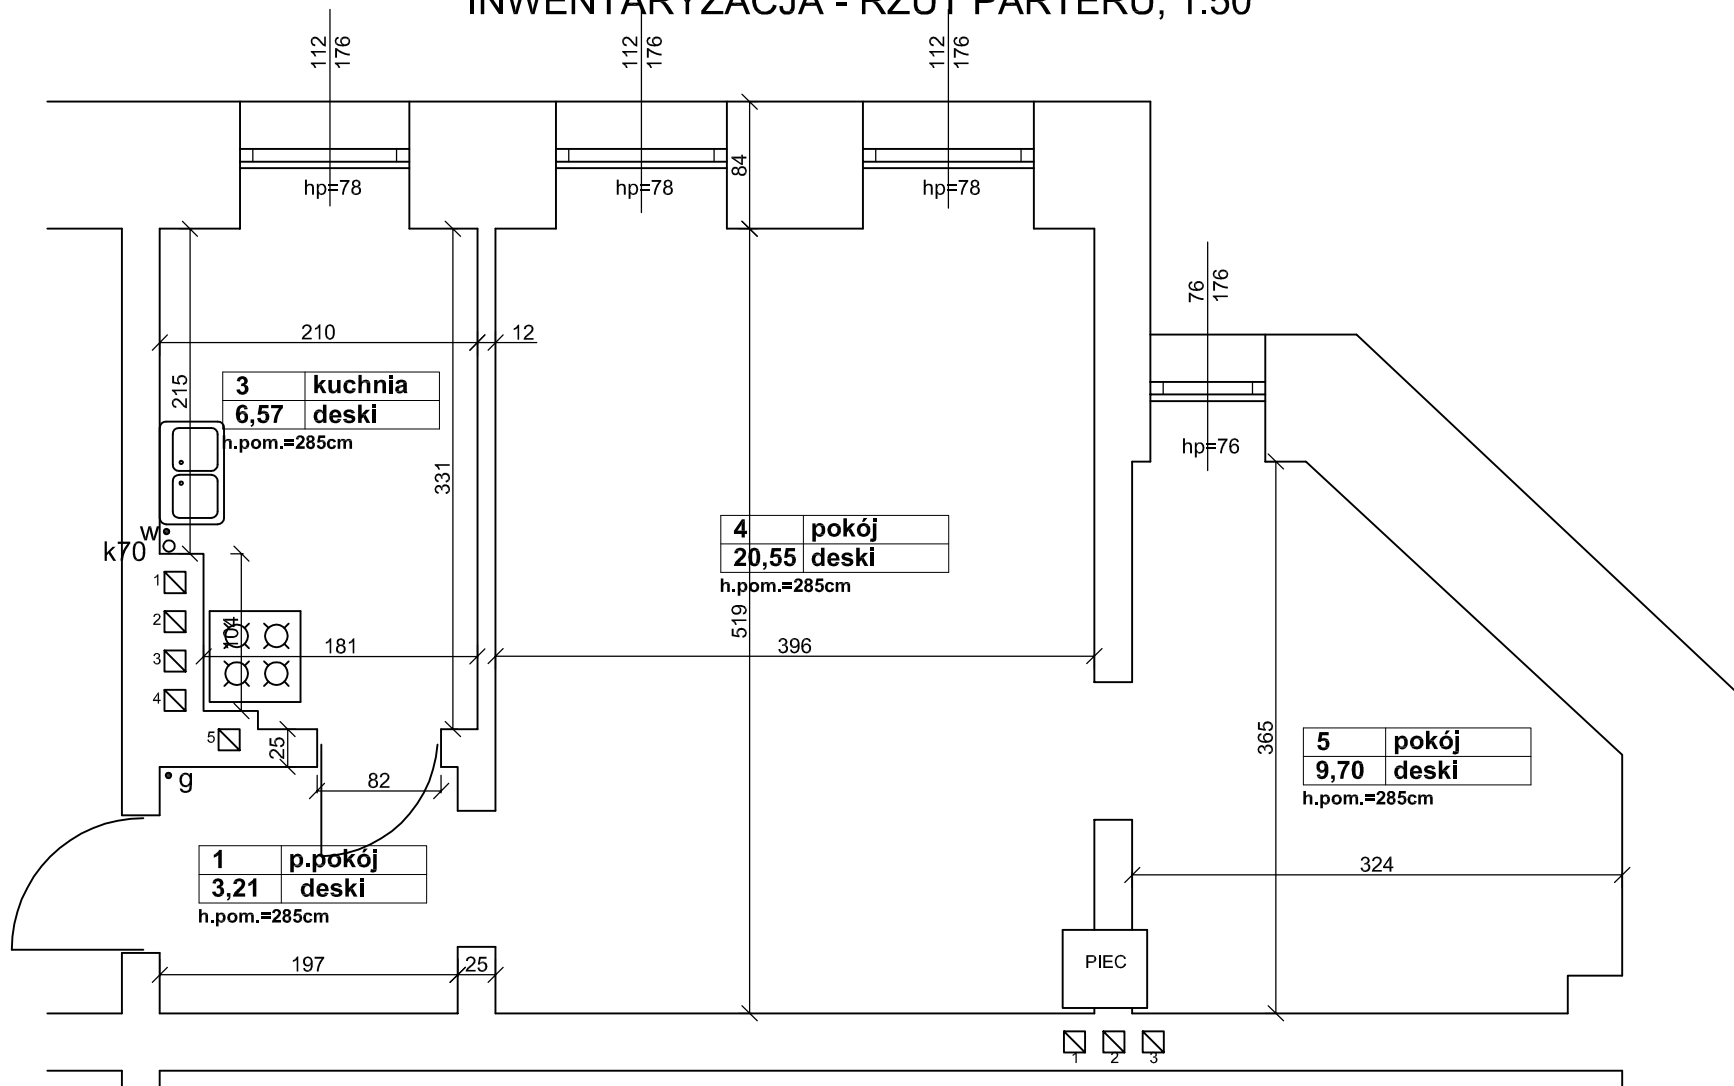 INWENTARYZACJA - RZUT PARTERU, 1:50
112
176
112
176
112
176
84
hp=78
hp=78
hp=78
76
176
210
12
215
3 kuchnia
6,57 deski
h.pom.=285cm
hp=76
331
4 pokój
20,55 deski
h.pom.=285cm
w
k70
1
2
3
4
5
104
181
519
396
25
g
82
365
5 pokój
9,70 deski
h.pom.=285cm
1 p.pokój
3,21 deski
h.pom.=285cm
324
197
25
PIEC
1
2
3